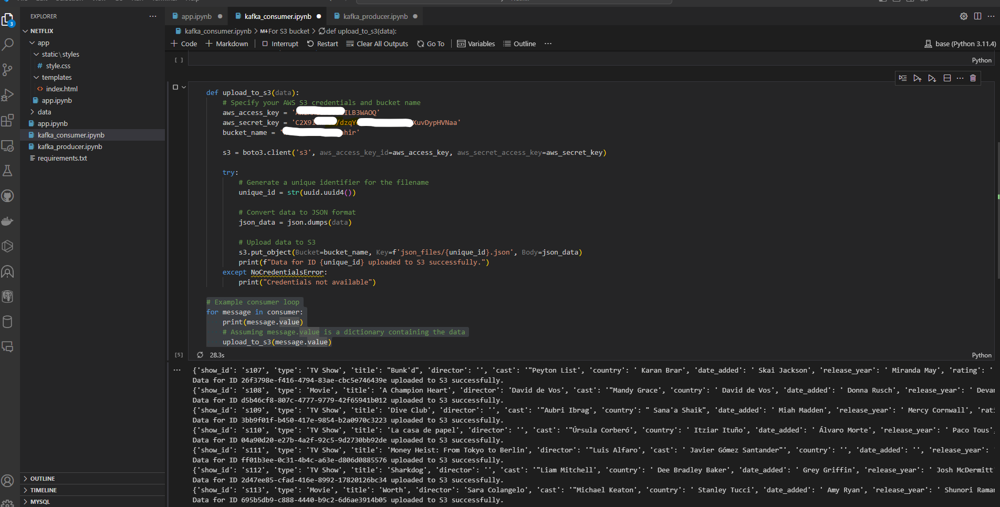 EXPLORER
NETFLIX
app
static\styles
# style.css
templates
<> index.html
app.ipynb
data
app.ipynb
kafka_consumer.ipynb
kafka_producer.ipynb
requirements.txt
OUTLINE
TIMELINE
MYSQL
3
app.ipynb
kafka_consumer.ipynb
kafka_producer.ipynb
kafka_consumer.ipynb > M↓For S3 bucket > def upload_to_s3(data):
+ Code + Markdown Interrupt Restart Clear All Outputs Go To Variables Outline ...
base (Python 3.11.4)
[ ]
Python
def upload_to_s3(data):
# Specify your AWS S3 credentials and bucket name
aws_access_key = ' ILB3WAOQ'
aws_secret_key = 'C2X9 /dzqY XuvDypHVNaa'
bucket_name = ' hir'
s3 = boto3.client('s3', aws_access_key_id=aws_access_key, aws_secret_access_key=aws_secret_key)
try:
# Generate a unique identifier for the filename
unique_id = str(uuid.uuid4())
# Convert data to JSON format
json_data = json.dumps(data)
# Upload data to S3
s3.put_object(Bucket=bucket_name, Key=f'json_files/{unique_id}.json', Body=json_data)
print(f"Data for ID {unique_id} uploaded to S3 successfully.")
except NoCredentialsError:
print("Credentials not available")
# Example consumer loop
for message in consumer:
print(message.value)
# Assuming message.value is a dictionary containing the data
upload_to_s3(message.value)
[5]
28.3s
Python
{'show_id': 's107', 'type': 'TV Show', 'title': "Bunk'd", 'director': '', 'cast': '"Peyton List', 'country': ' Karan Brar', 'date_added': ' Skai Jackson', 'release_year': ' Miranda May', 'rating': '
Data for ID 26f3798e-f416-4794-83ae-cbc5e746439e uploaded to S3 successfully.
{'show_id': 's108', 'type': 'Movie', 'title': 'A Champion Heart', 'director': 'David de Vos', 'cast': '"Mandy Grace', 'country': ' David de Vos', 'date_added': ' Donna Rusch', 'release_year': ' Devan
Data for ID d5b46cf8-807c-4777-9779-42f65941b012 uploaded to S3 successfully.
{'show_id': 's109', 'type': 'TV Show', 'title': 'Dive Club', 'director': '', 'cast': '"Aubri Ibrag', 'country': " Sana'a Shaik", 'date_added': ' Miah Madden', 'release_year': ' Mercy Cornwall', 'rati
Data for ID 3bb9f01f-b450-417e-9854-b2a0970c3223 uploaded to S3 successfully.
{'show_id': 's110', 'type': 'TV Show', 'title': 'La casa de papel', 'director': '', 'cast': '"Úrsula Corberó', 'country': ' Itziar Ituño', 'date_added': ' Álvaro Morte', 'release_year': ' Paco Tous',
Data for ID 04a90d20-e27b-4a2f-92c5-9d2730bb92de uploaded to S3 successfully.
{'show_id': 's111', 'type': 'TV Show', 'title': 'Money Heist: From Tokyo to Berlin', 'director': '"Luis Alfaro', 'cast': ' Javier Gómez Santander"', 'country': '', 'date_added': '', 'release_year': '
Data for ID ff01b3ee-0c31-4b4c-a63e-d806d0885576 uploaded to S3 successfully.
{'show_id': 's112', 'type': 'TV Show', 'title': 'Sharkdog', 'director': '', 'cast': '"Liam Mitchell', 'country': ' Dee Bradley Baker', 'date_added': ' Grey Griffin', 'release_year': ' Josh McDermitt
Data for ID 2d47ee85-cfad-416e-8992-17820126bc34 uploaded to S3 successfully.
{'show_id': 's113', 'type': 'Movie', 'title': 'Worth', 'director': 'Sara Colangelo', 'cast': '"Michael Keaton', 'country': ' Stanley Tucci', 'date_added': ' Amy Ryan', 'release_year': ' Shunori Raman
Data for ID 695b5db9-c888-4440-b9c2-6d6ae3914b05 uploaded to S3 successfully.